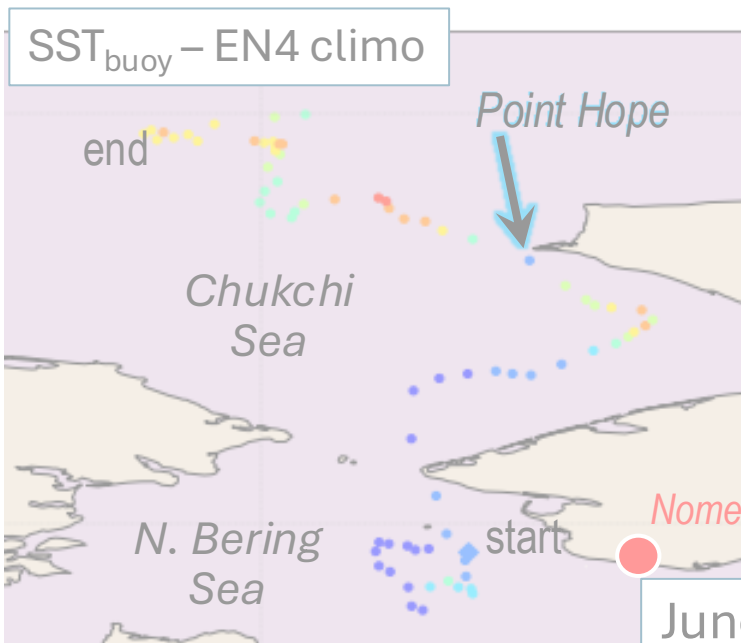 SSTbuoy – EN4 climo
Point Hope
end
Chukchi
Sea
N. Bering
Sea
start
Nome